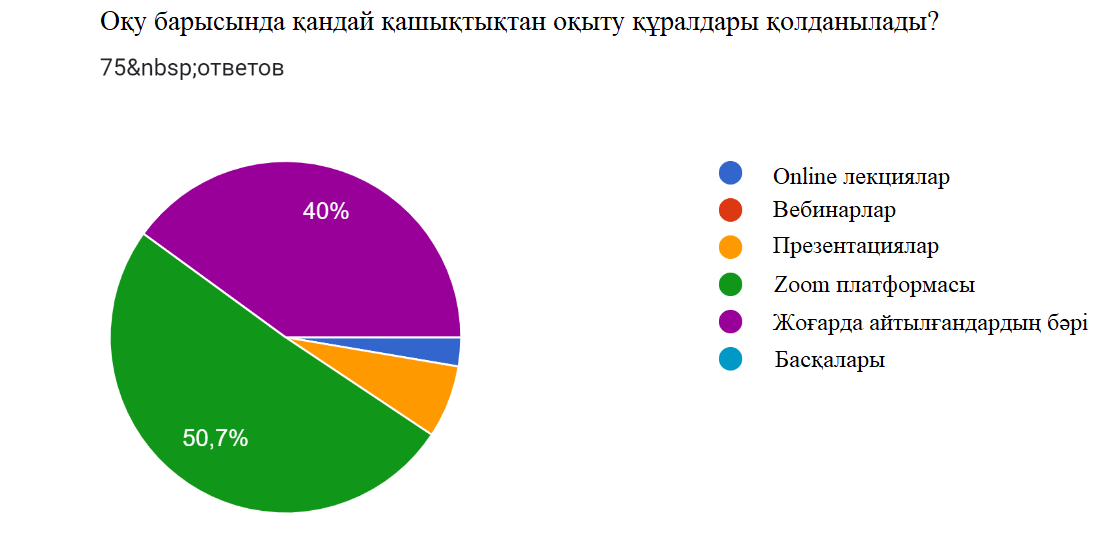 Оқу барысында қандай қашықтықтан оқыту құралдары қолданылады?
75&nbsp;ответов
40%
50,7%
Online лекциялар
Вебинарлар
Презентациялар
Zoom платформасы
Жоғарда айтылғандардың бәрі
Басқалары